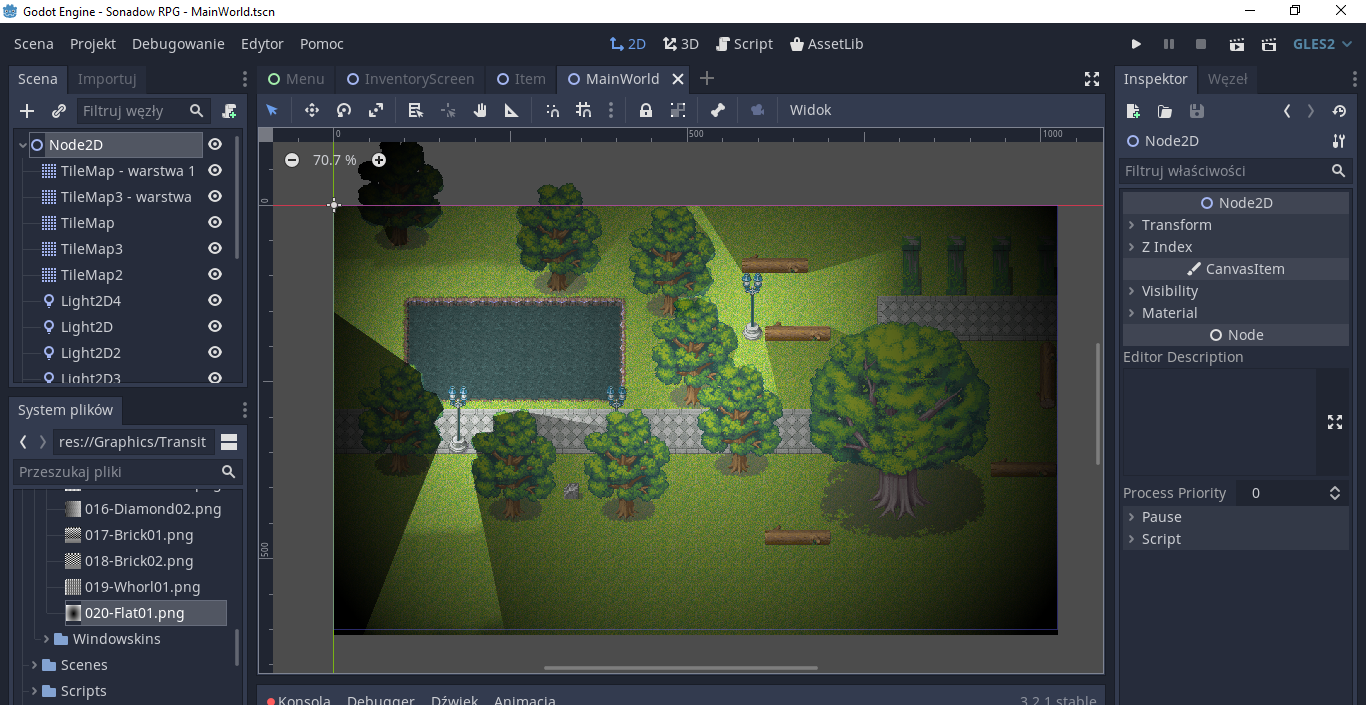 Godot Engine - Sonadow RPG - MainWorld.tscn
Scena Projekt Debugowanie Edytor Pomoc 2D 3D Script AssetLib GLES2
Scena Importuj Menu InventoryScreen Item MainWorld Inspektor Węzeł
Filtruj węzły Widok
0 500 1000
Node2D 70.7 % Node2D
TileMap - warstwa 1 Filtruj właściwości
TileMap3 - warstwa
TileMap Node2D
TileMap3 Transform
TileMap2 Z Index
Light2D4 CanvasItem
Light2D Visibility
Light2D2 Material
Light2D3 Node
Editor Description
System plików
res://Graphics/Transit
Przeszukaj pliki
Process Priority 0
016-Diamond02.png Pause
017-Brick01.png Script
018-Brick02.png
019-Whorl01.png
020-Flat01.png
Windowskins
Scenes
Scripts
0
500
Konsola Debugger Dźwięk Animacja 3.2.1.stable